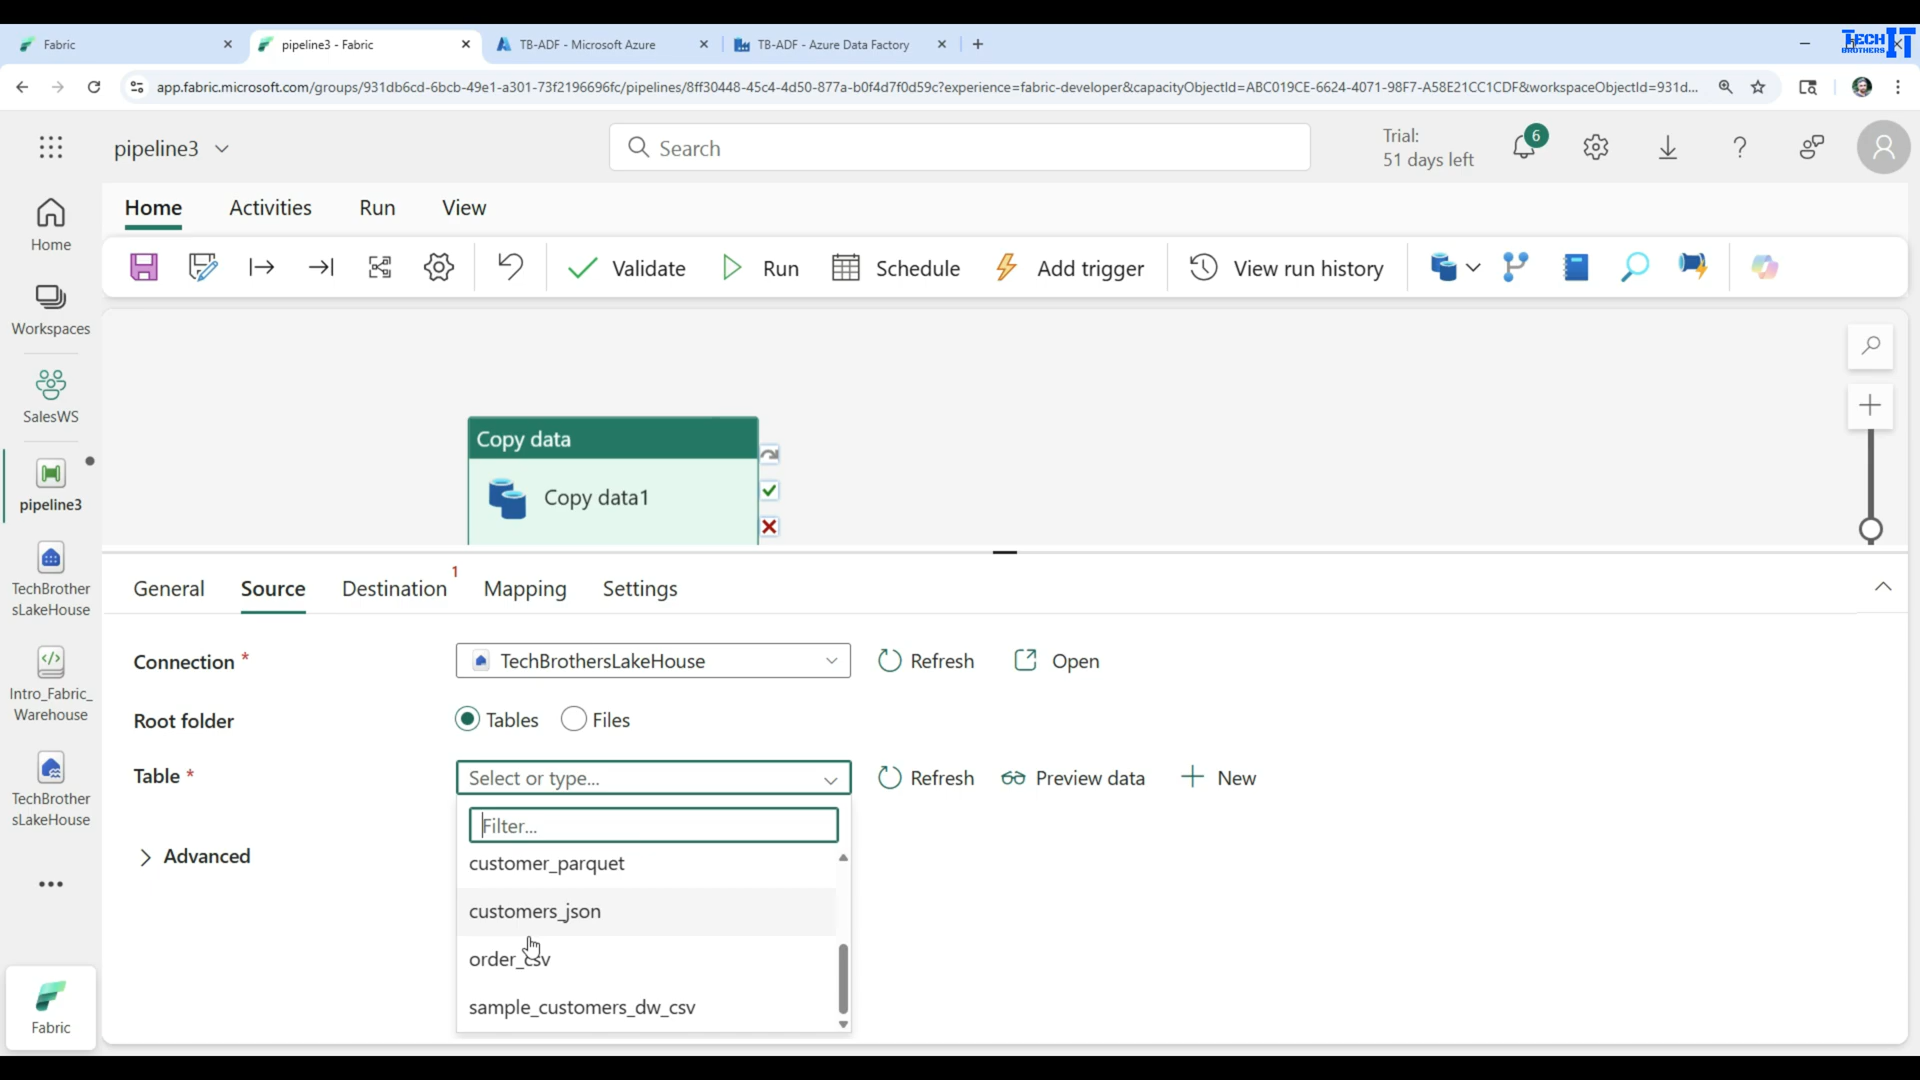 Fabric
pipeline3 - Fabric
TB-ADF - Microsoft Azure
TB-ADF - Azure Data Factory
TECH IT
BROTHERS
app.fabric.microsoft.com/groups/931db6cd-6bcb-49e1-a301-73f2196696fc/pipelines/8ff30448-45c4-4d50-877a-b0f4d7f0d59c?experience=fabric-developer&capacityObjectId=ABC019CE-6624-4071-98F7-A58E21CC1CDF&workspaceObjectId=931d...
pipeline3
Search
Trial:
51 days left
6
Home
Activities
Run
View
Validate
Run
Schedule
Add trigger
View run history
Home
Workspaces
SalesWS
pipeline3
TechBrother
sLakeHouse
Intro_Fabric_
Warehouse
TechBrother
sLakeHouse
Fabric
Copy data
Copy data1
General
Source
Destination 1
Mapping
Settings
Connection *
TechBrothersLakeHouse
Refresh
Open
Root folder
Tables
Files
Table *
Select or type...
Refresh
Preview data
New
Filter...
Advanced
customer_parquet
customers_json
order_csv
sample_customers_dw_csv